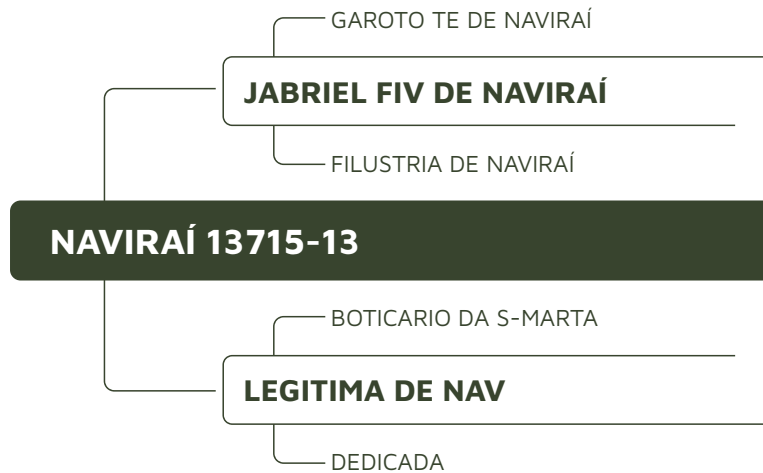 GAROTO TE DE NAVIRAÍ
JABRIEL FIV DE NAVIRAÍ
FILUSTRIA DE NAVIRAÍ
NAVIRAÍ 13715-13
BOTICARIO DA S-MARTA
LEGITIMA DE NAV
DEDICADA